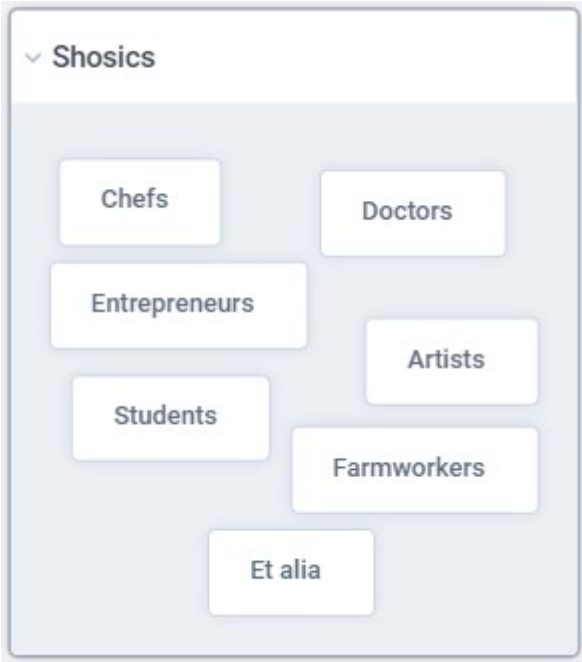 Shosics
Chefs
Doctors
Entrepreneurs
Artists
Students
Farmworkers
Et alia